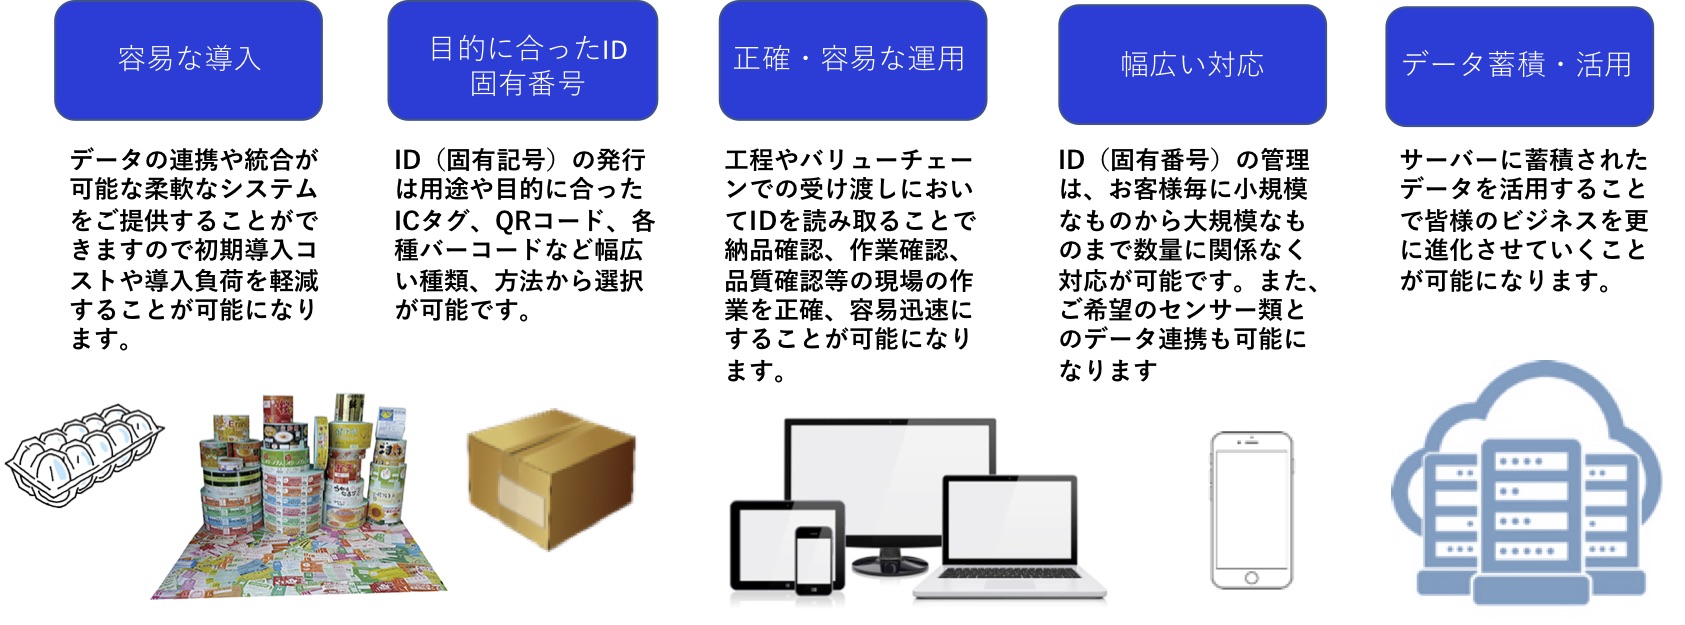 容易な導入
データの連携や統合が
可能な柔軟なシステム
をご提供することがで
きますので初期導入コ
ストや導入負荷を軽減
することが可能になり
ます。
目的に合ったID
固有番号
ID（固有記号）の発行
は用途や目的に合った
ICタグ、QRコード、各
種バーコードなど幅広
い種類、方法から選択
が可能です。
正確・容易な運用
工程やバリューチェー
ンでの受け渡しにおい
てIDを読み取ることで
納品確認、作業確認、
品質確認等の現場の作
業を正確、容易迅速に
することが可能になり
ます。
幅広い対応
ID（固有番号）の管理
は、お客様毎に小規模
なものから大規模なも
のまで数量に関係なく
対応が可能です。また、
ご希望のセンサー類と
のデータ連携も可能に
なります
データ蓄積・活用
サーバーに蓄積された
データを活用すること
で皆様のビジネスを更
に進化させていくこと
が可能になります。